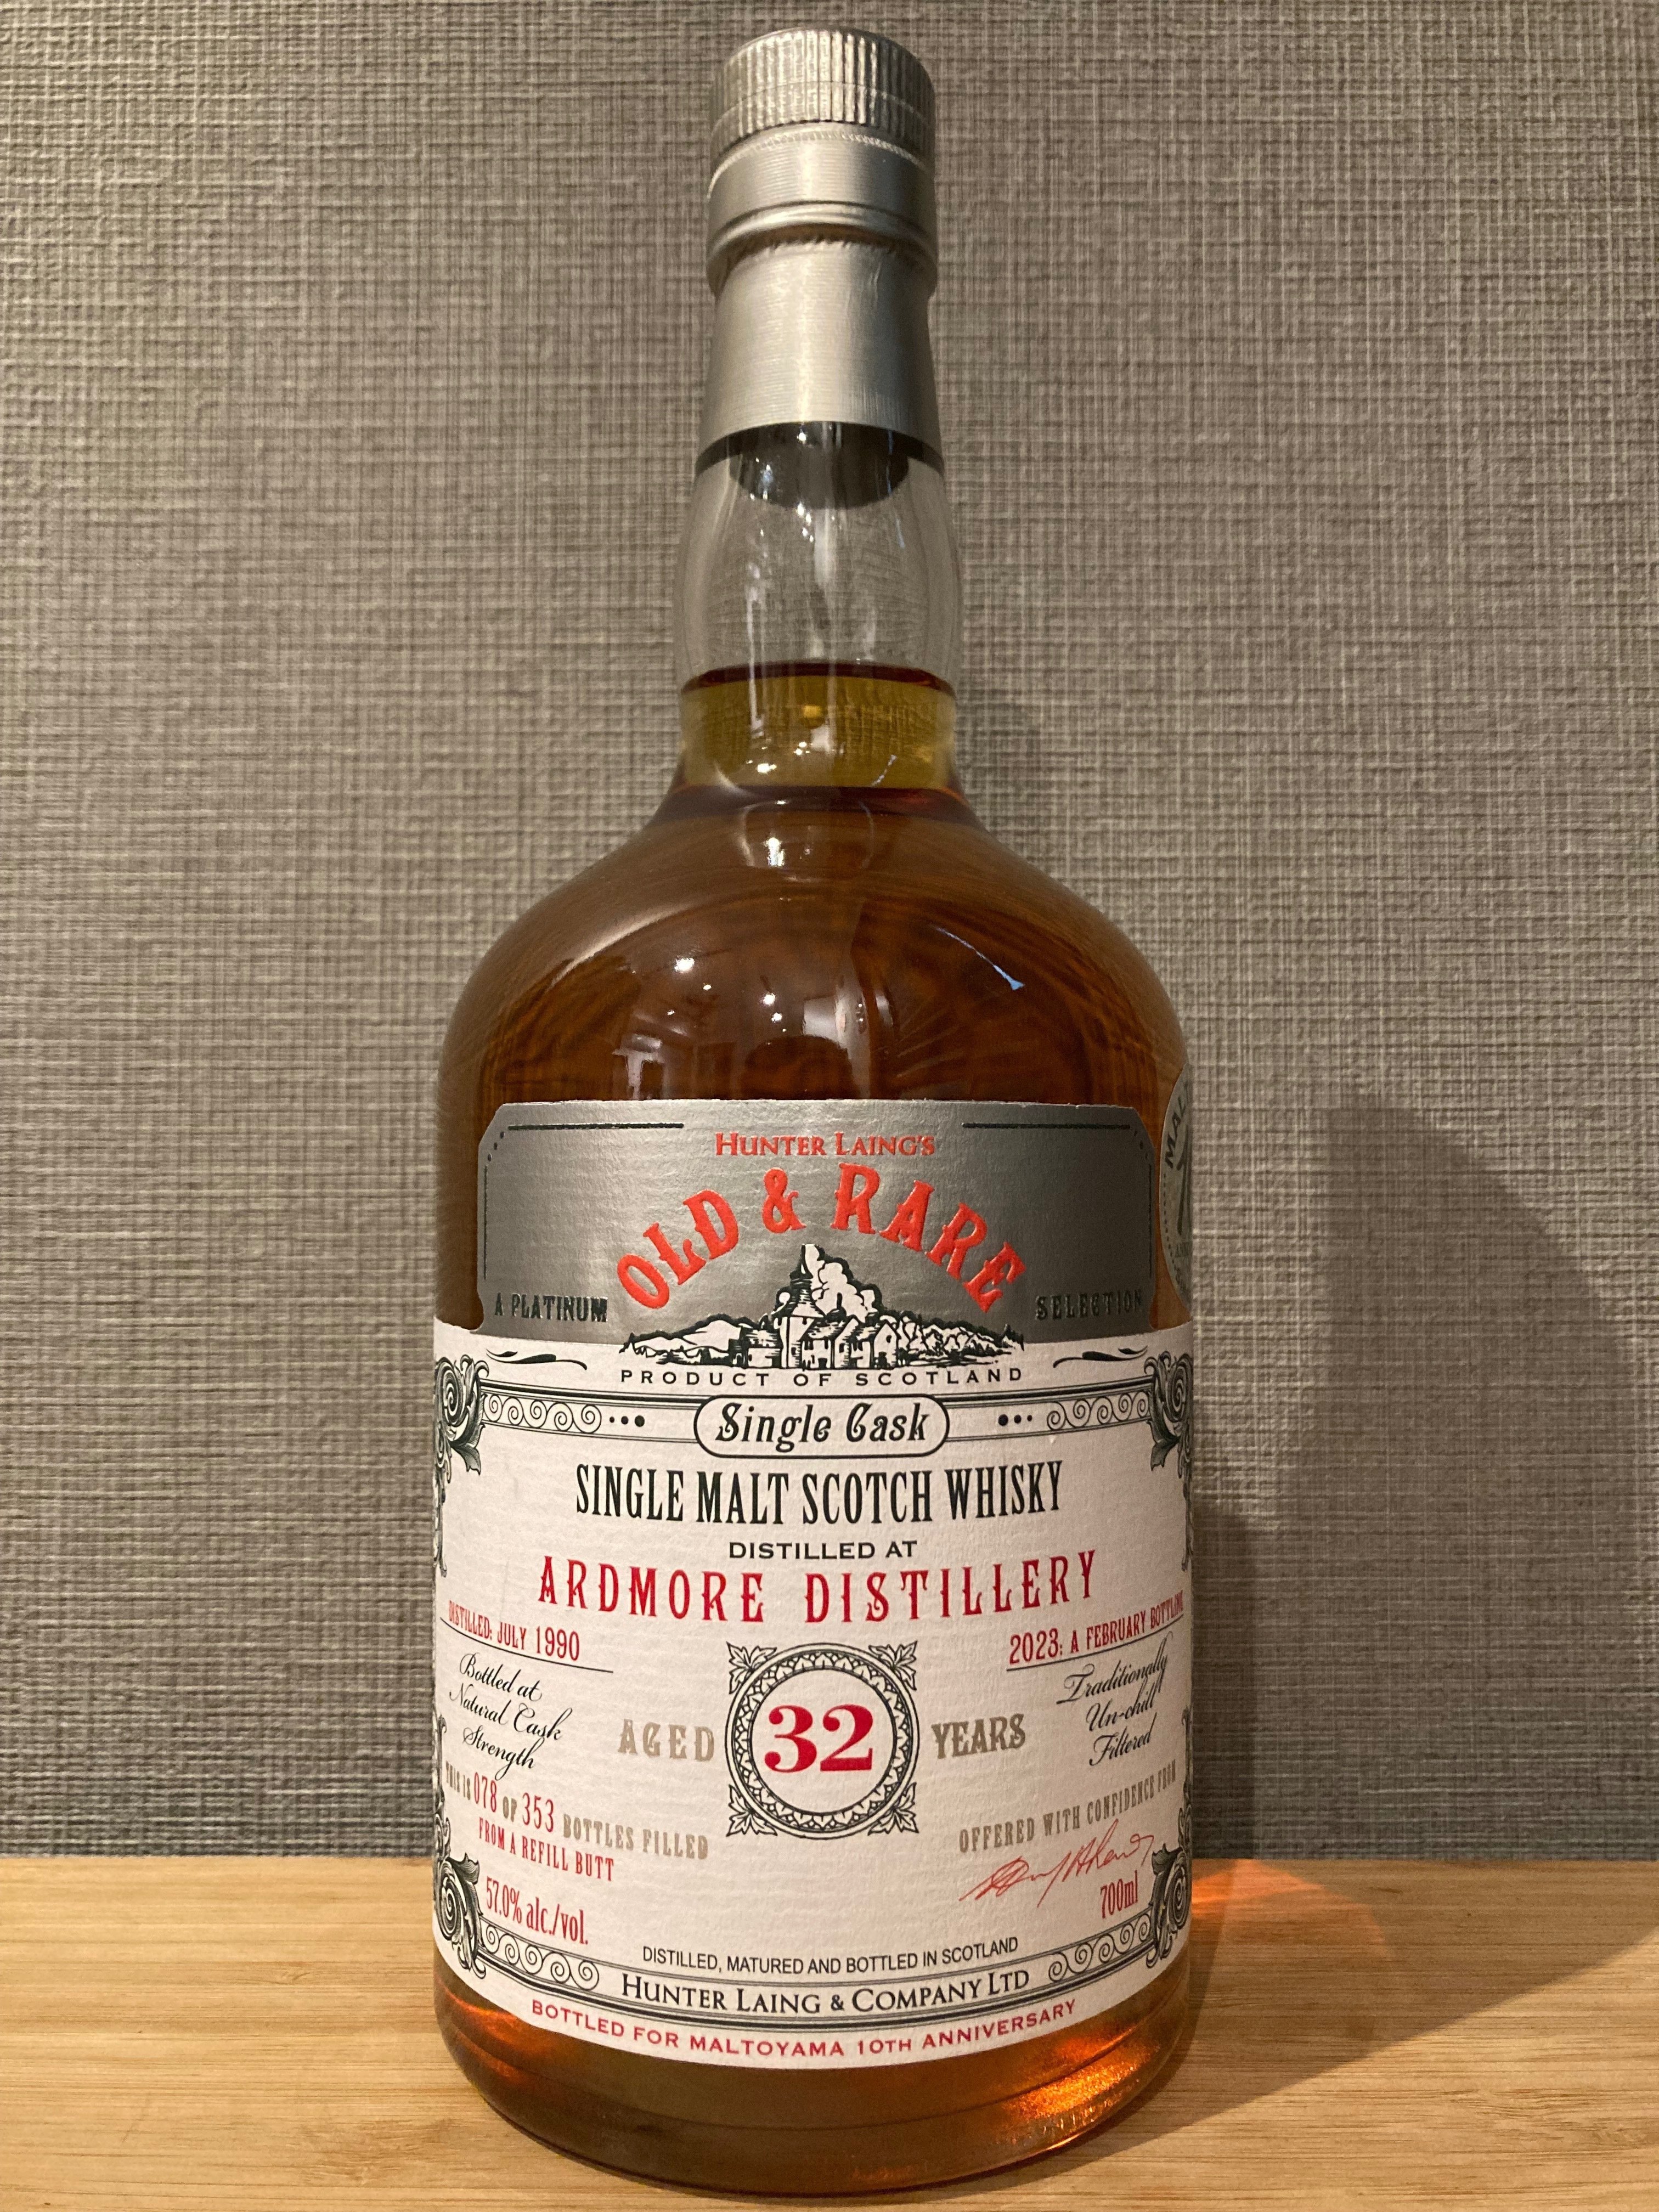 HUNTER LAING'S
OLD & RARE
A PLATINUM SELECTION
PRODUCT OF SCOTLAND
Single Cask
SINGLE MALT SCOTCH WHISKY
DISTILLED AT
ARDMORE DISTILLERY
DISTILLED: JULY 1990
2023: A FEBRUARY BOTTLING
Bottled at
Natural Cask
Strength
AGED 32 YEARS
Traditionally
Un-chill
Filtered
THIS IS 078 OF 353 BOTTLES FILLED
FROM A REFILL BUTT
57.0% alc./vol.
OFFERED WITH CONFIDENCE FROM
700ml
DISTILLED, MATURED AND BOTTLED IN SCOTLAND
HUNTER LAING & COMPANY LTD
BOTTLED FOR MALTOYAMA 10TH ANNIVERSARY